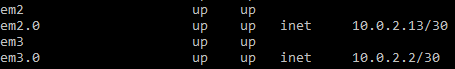 em2 up up
em2.0 up up inet 10.0.2.13/30
em3 up up
em3.0 up up inet 10.0.2.2/30